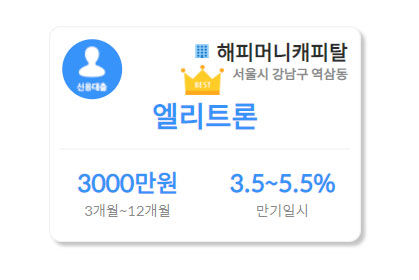 해피머니캐피탈
서울시 강남구 역삼동
신용대출
BEST
엘리트론
3000만원
3.5~5.5%
3개월~12개월
만기일시